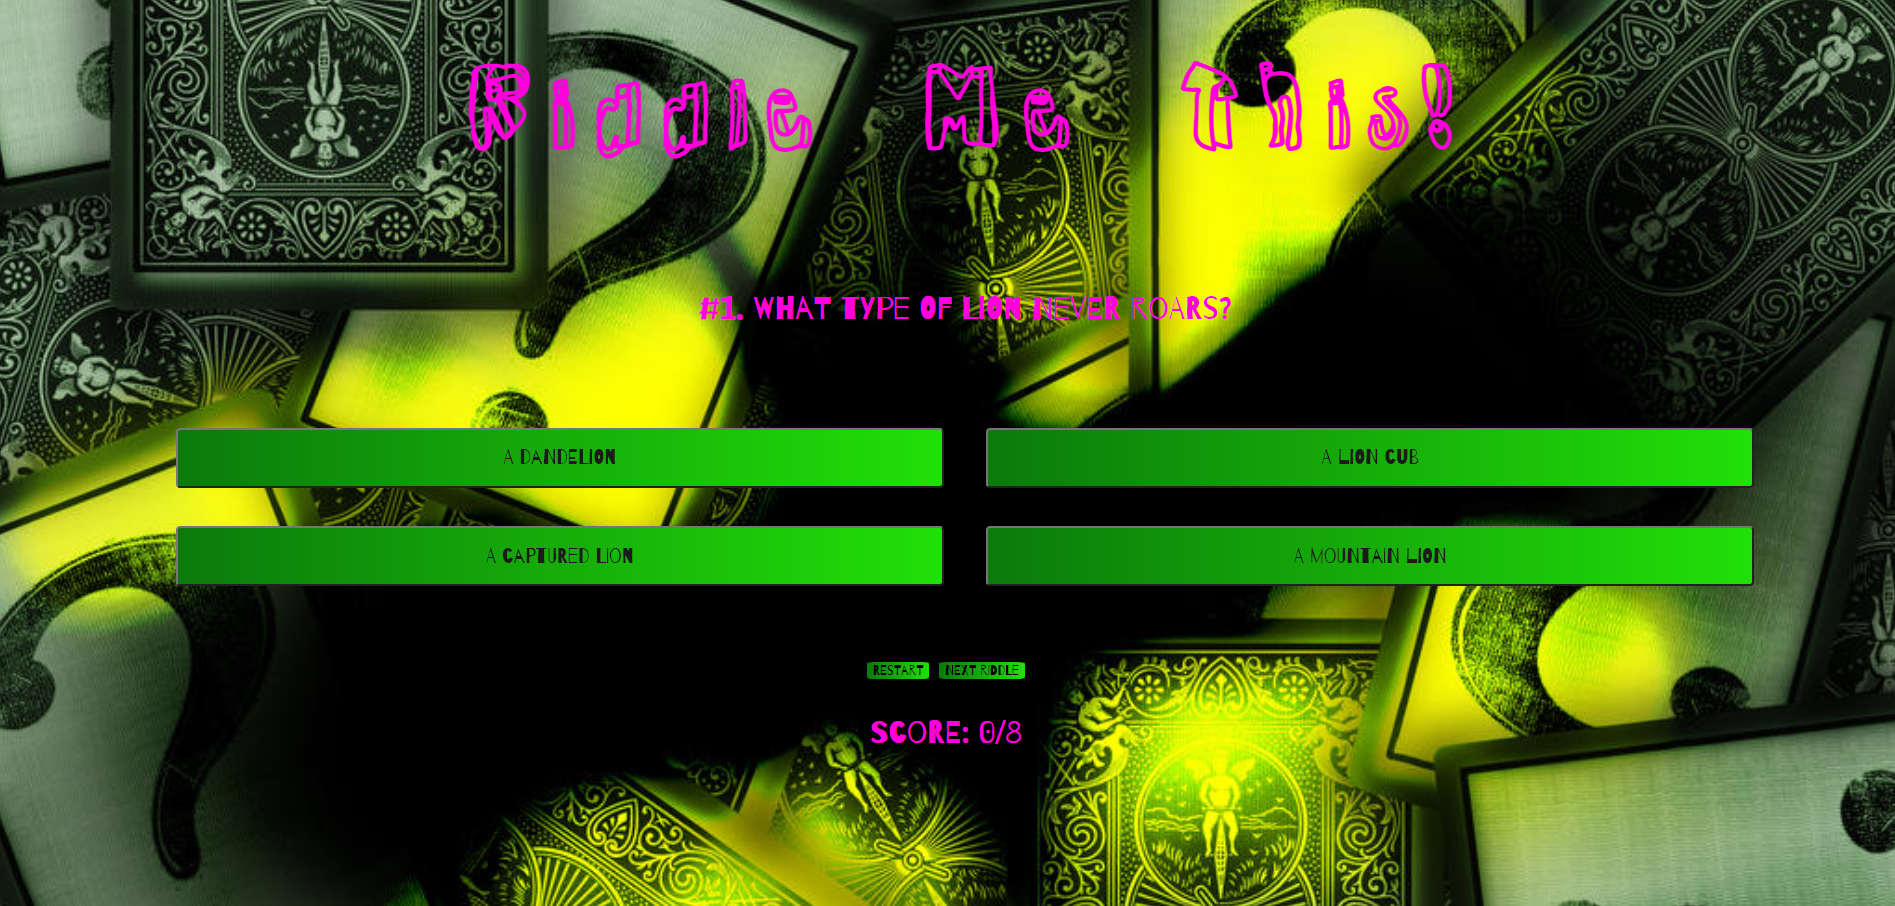 Riddle Me This!
#1. WHAT TYPE OF LION NEVER ROARS?
A DANDELION
A LION CUB
A CAPTURED LION
A MOUNTAIN LION
RESTART
NEXT RIDDLE
SCORE: 0/8